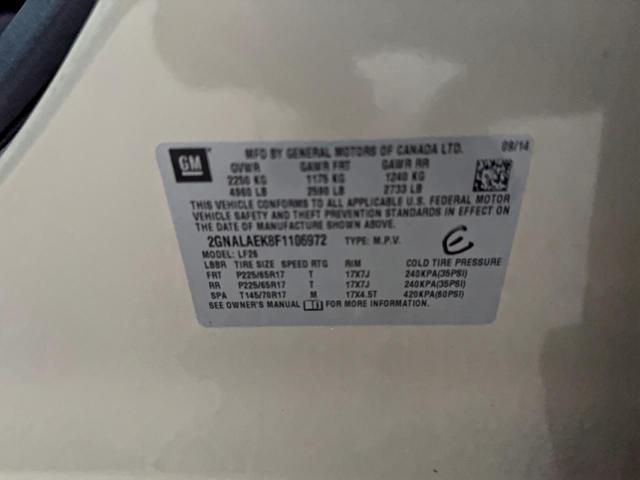 GM MFD BY GENERAL MOTORS OF CANADA LTD. 09/14
GVWR GAWR FRT GAWR RR
2250 KG 1175 KG 1240 KG
4960 LB 2590 LB 2733 LB
THIS VEHICLE CONFORMS TO ALL APPLICABLE U.S. FEDERAL MOTOR
VEHICLE SAFETY AND THEFT PREVENTION STANDARDS IN EFFECT ON
THE DATE OF MANUFACTURE SHOWN ABOVE.
2GNALAEK8F1106972 TYPE: M.P.V.
MODEL: LF26
LBBR TIRE SIZE SPEED RTG RIM COLD TIRE PRESSURE
FRT P225/65R17 T 17X7J 240KPA(35PSI)
RR P225/65R17 T 17X7J 240KPA(35PSI)
SPA T145/70R17 M 17X4.5T 420KPA(60PSI)
SEE OWNER'S MANUAL FOR MORE INFORMATION.